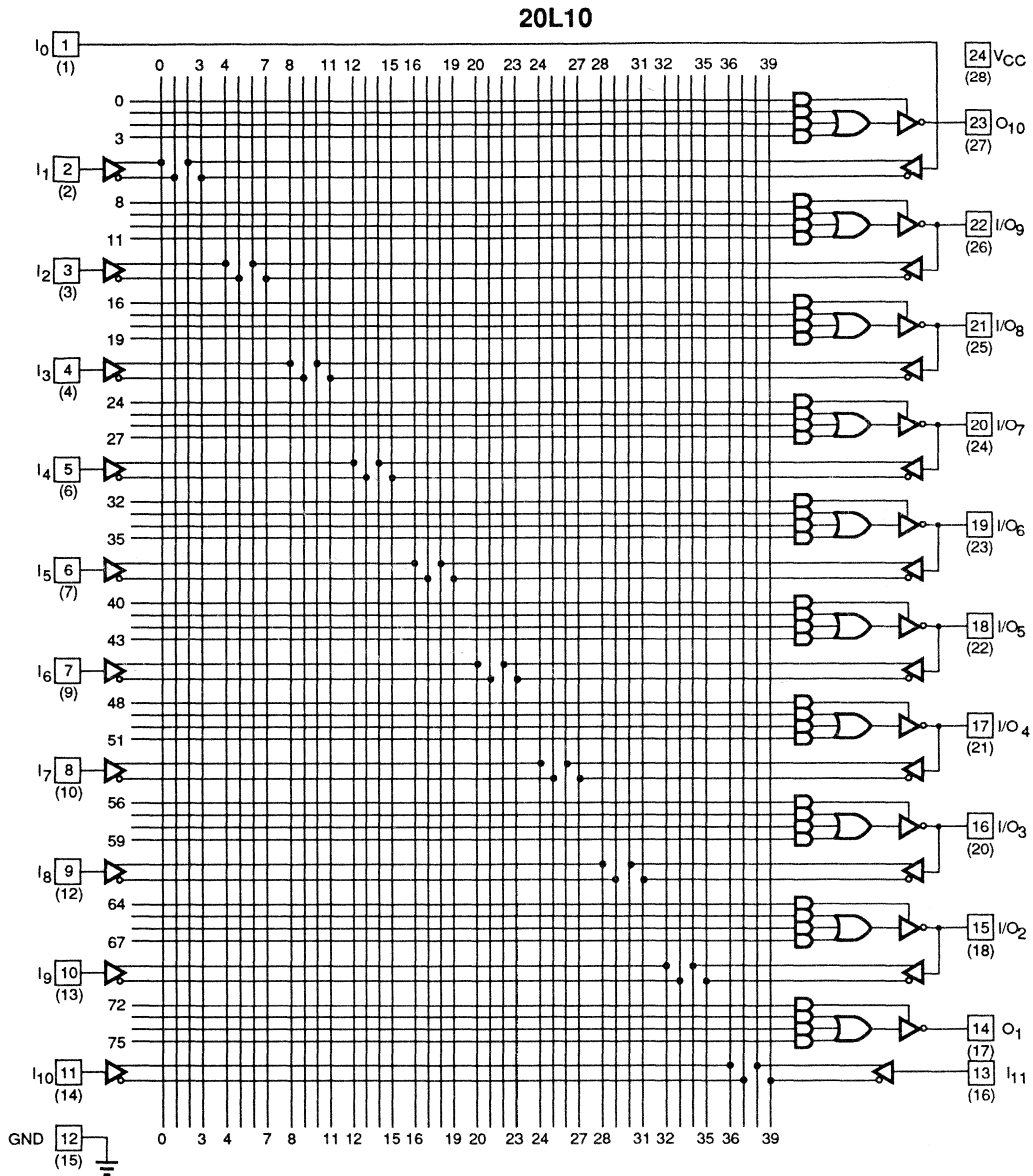 20L10
I0 1 (1)
0 3 4 7 8 11 12 15 16 19 20 23 24 27 28 31 32 35 36 39
24 VCC (28)
0
3
23 O10 (27)
I1 2 (2)
8
11
22 I/O9 (26)
I2 3 (3)
16
19
21 I/O8 (25)
I3 4 (4)
24
27
20 I/O7 (24)
I4 5 (6)
32
35
19 I/O6 (23)
I5 6 (7)
40
43
18 I/O5 (22)
I6 7 (9)
48
51
17 I/O4 (21)
I7 8 (10)
56
59
16 I/O3 (20)
I8 9 (12)
64
67
15 I/O2 (18)
I9 10 (13)
72
75
14 O1 (17)
I10 11 (14)
13 I11 (16)
GND 12 (15)
0 3 4 7 8 11 12 15 16 19 20 23 24 27 28 31 32 35 36 39